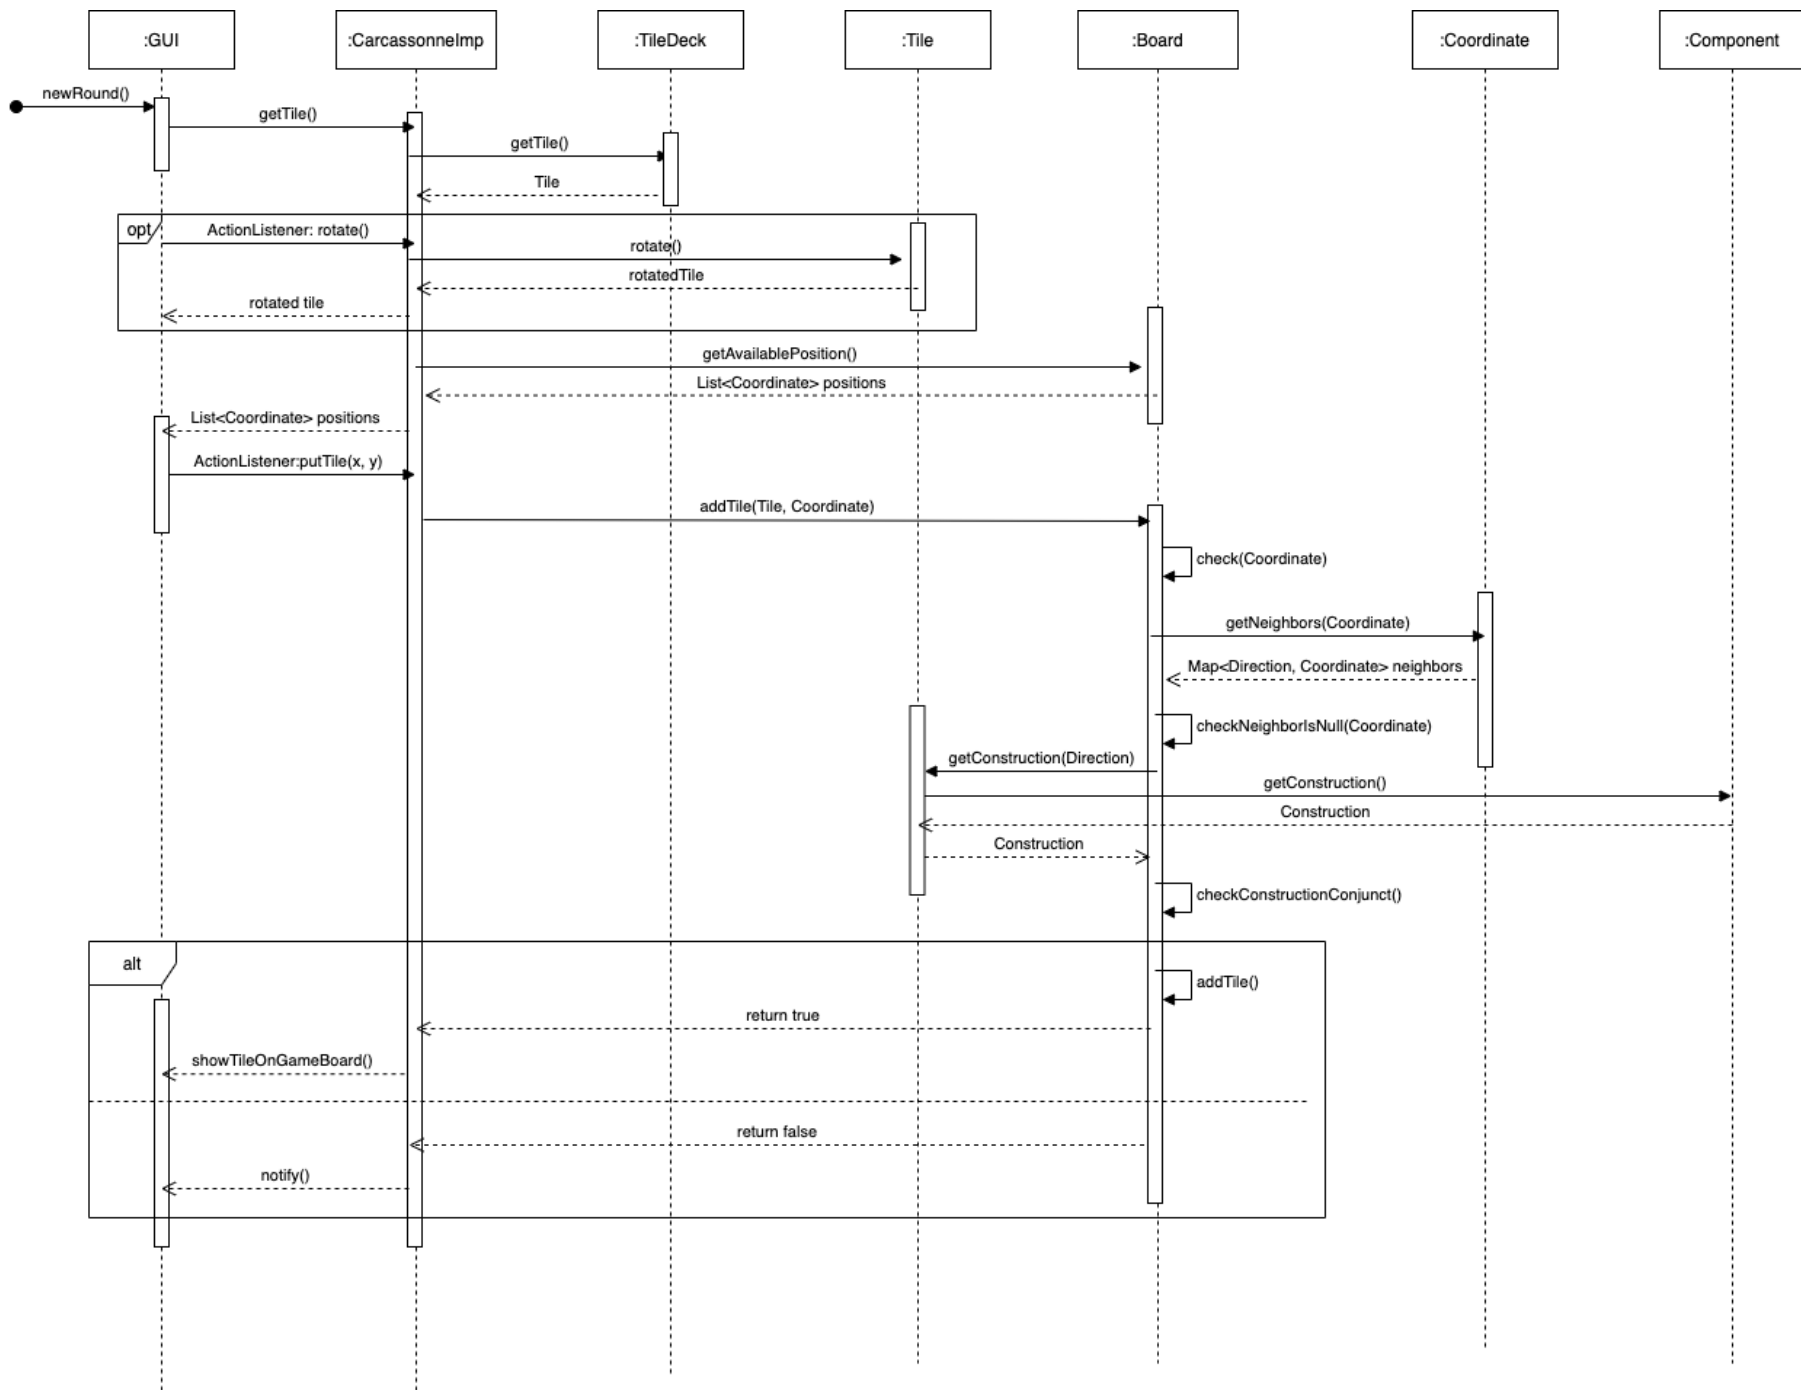 :GUI
:CarcassonneImp
:TileDeck
:Tile
:Board
:Coordinate
:Component
newRound()
getTile()
getTile()
Tile
opt
ActionListener: rotate()
rotate()
rotatedTile
rotated tile
getAvailablePosition()
List<Coordinate> positions
List<Coordinate> positions
ActionListener:putTile(x, y)
addTile(Tile, Coordinate)
check(Coordinate)
getNeighbors(Coordinate)
Map<Direction, Coordinate> neighbors
checkNeighborIsNull(Coordinate)
getConstruction(Direction)
getConstruction()
Construction
Construction
checkConstructionConjunct()
alt
addTile()
return true
showTileOnGameBoard()
return false
notify()